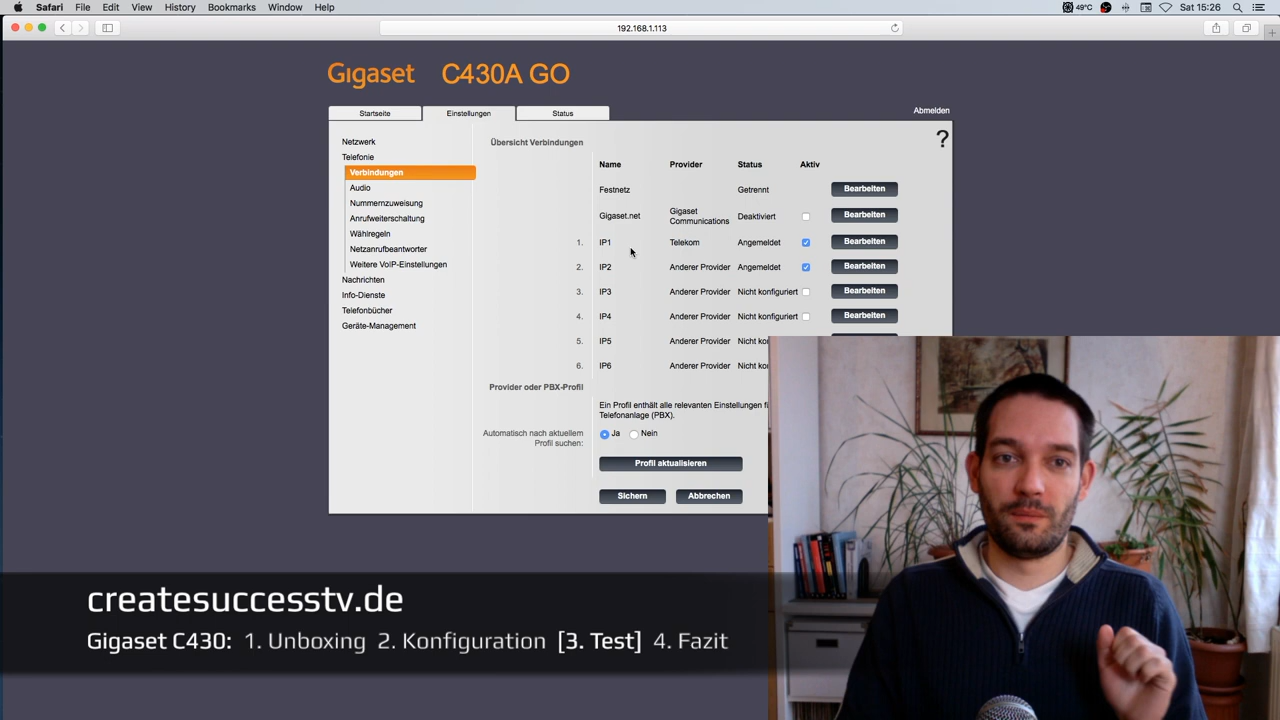 Safari File Edit View History Bookmarks Window Help 49°C Sat 15:26
192.168.1.113
Gigaset C430A GO
Startseite Einstellungen Status Abmelden
Netzwerk
Telefonie
Verbindungen
Audio
Nummernzuweisung
Anrufweiterschaltung
Wählregeln
Netzanrufbeantworter
Weitere VoIP-Einstellungen
Nachrichten
Info-Dienste
Telefonbücher
Geräte-Management
Übersicht Verbindungen ?
Name Provider Status Aktiv
Festnetz Getrennt Bearbeiten
Gigaset.net Gigaset Communications Deaktiviert Bearbeiten
1. IP1 Telekom Angemeldet Bearbeiten
2. IP2 Anderer Provider Angemeldet Bearbeiten
3. IP3 Anderer Provider Nicht konfiguriert Bearbeiten
4. IP4 Anderer Provider Nicht konfiguriert Bearbeiten
5. IP5 Anderer Provider Nicht ko
6. IP6 Anderer Provider Nicht ko
Provider oder PBX-Profil
Ein Profil enthält alle relevanten Einstellungen f
Telefonanlage (PBX).
Automatisch nach aktuellem
Profil suchen: Ja Nein
Profil aktualisieren
Sichern Abbrechen
createsuccesstv.de
Gigaset C430: 1. Unboxing 2. Konfiguration [3. Test] 4. Fazit